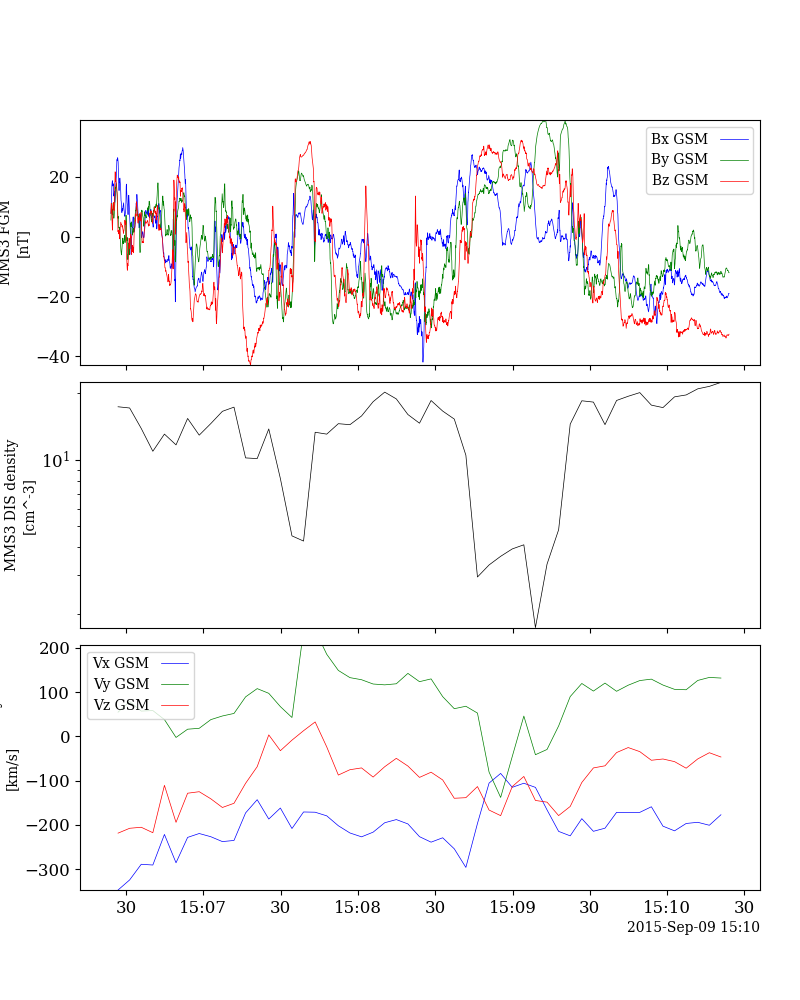 MMS3 FGM
[nT]
20
0
−20
−40
Bx GSM
By GSM
Bz GSM
MMS3 DIS density
[cm^-3]
10^1
[km/s]
200
100
0
−100
−200
−300
Vx GSM
Vy GSM
Vz GSM
30 15:07 30 15:08 30 15:09 30 15:10 30
2015-Sep-09 15:10